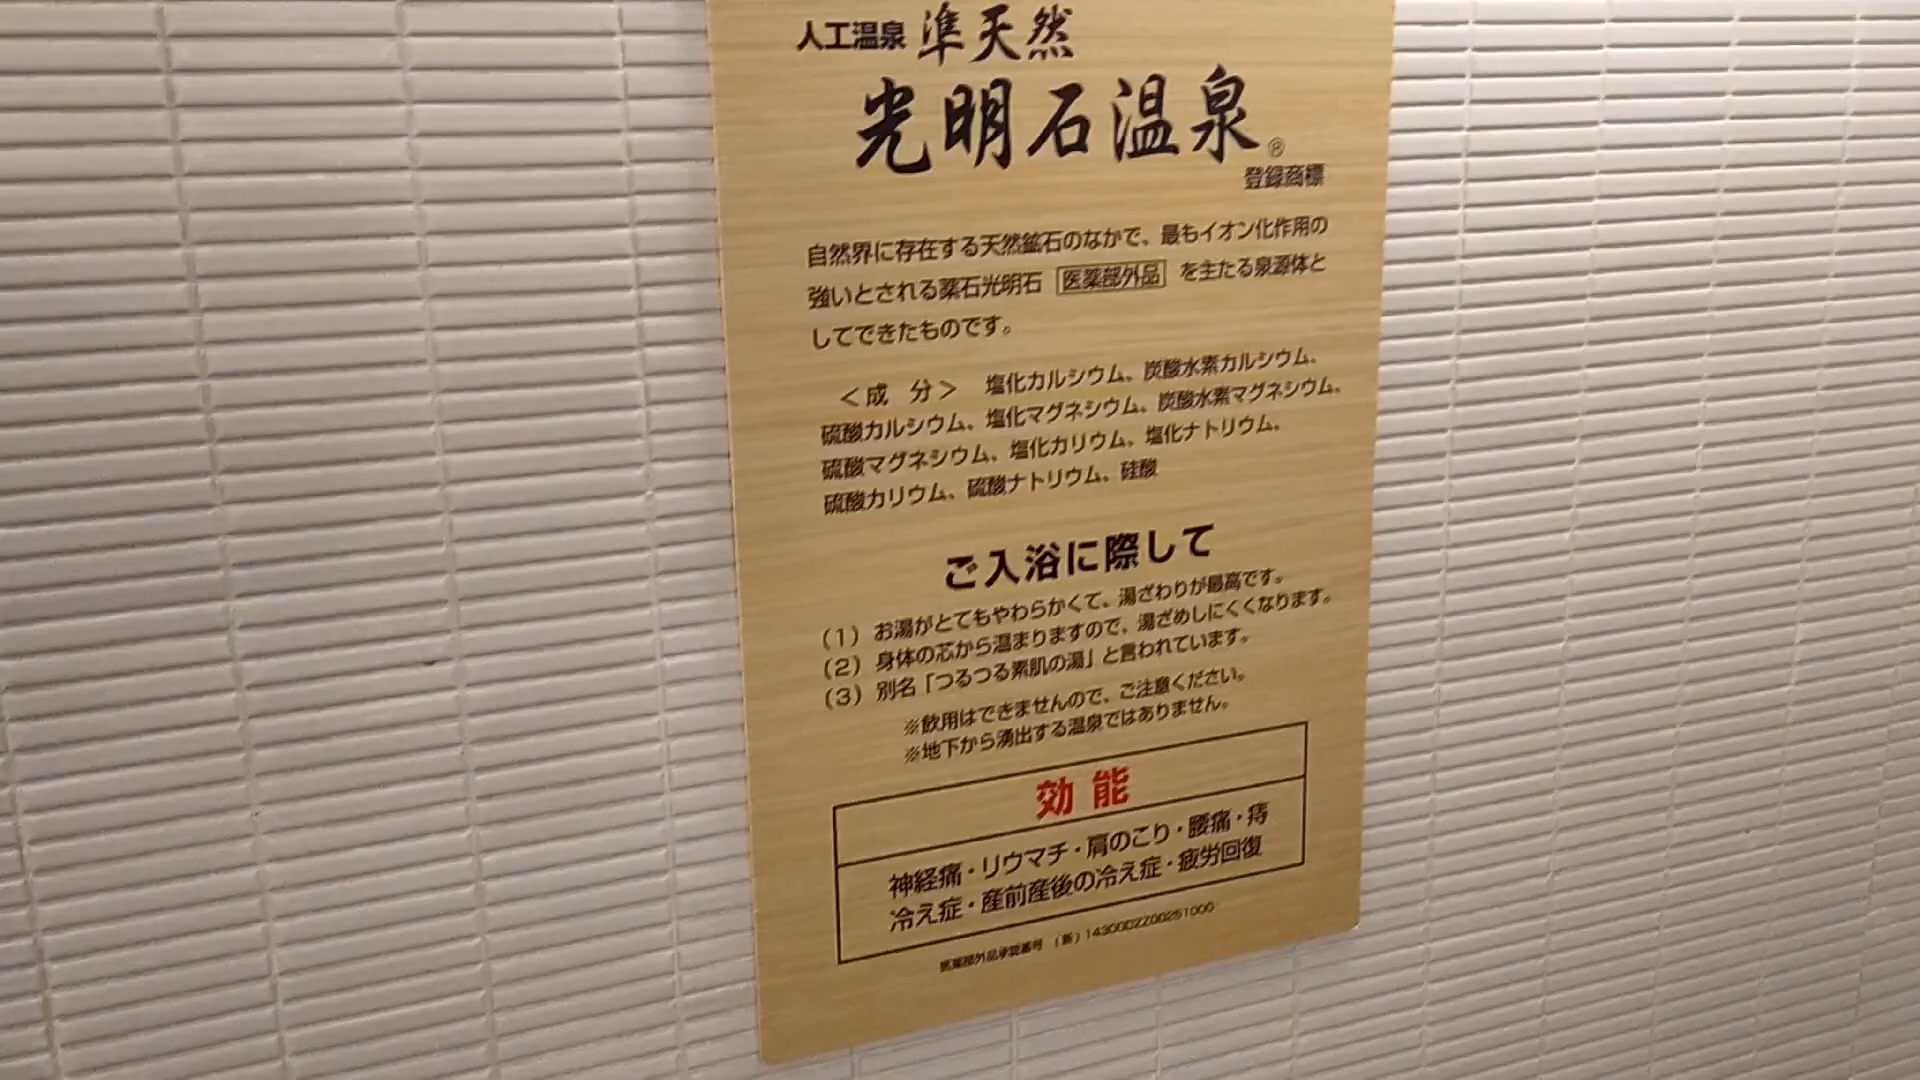 人工温泉 準天然
光明石温泉®
登録商標
自然界に存在する天然鉱石のなかで、最もイオン化作用の
強いとされる薬石光明石 医薬部外品 を主たる泉源体と
してできたものです。
<成 分> 塩化カルシウム、炭酸水素カルシウム、
硫酸カルシウム、塩化マグネシウム、炭酸水素マグネシウム、
硫酸マグネシウム、塩化カリウム、塩化ナトリウム、
硫酸カリウム、硫酸ナトリウム、硅酸
ご入浴に際して
(1) お湯がとてもやわらかくて、湯ざわりが最高です。
(2) 身体の芯から温まりますので、湯ざめしにくくなります。
(3) 別名「つるつる素肌の湯」と言われています。
※飲用はできませんので、ご注意ください。
※地下から湧出する温泉ではありません。
効 能
神経痛・リウマチ・肩のこり・腰痛・痔
冷え症・産前産後の冷え症・疲労回復
医薬部外品承認番号 (新) 14300DZZ00251000